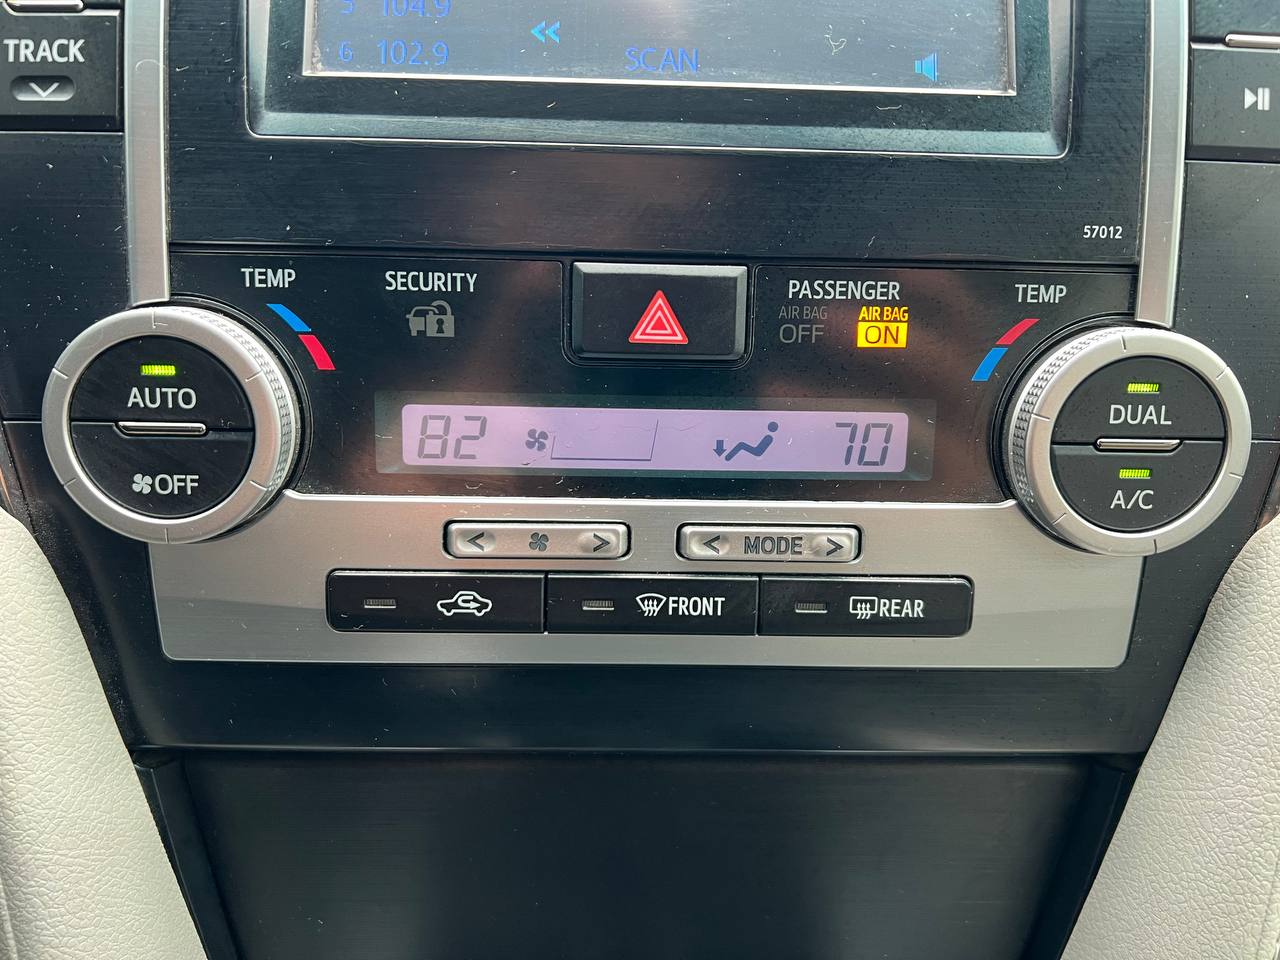 5 104.9
6 102.9
SCAN
TRACK
57012
TEMP
SECURITY
PASSENGER
AIR BAG OFF
AIR BAG ON
TEMP
AUTO
OFF
82
70
DUAL
A/C
MODE
FRONT
REAR